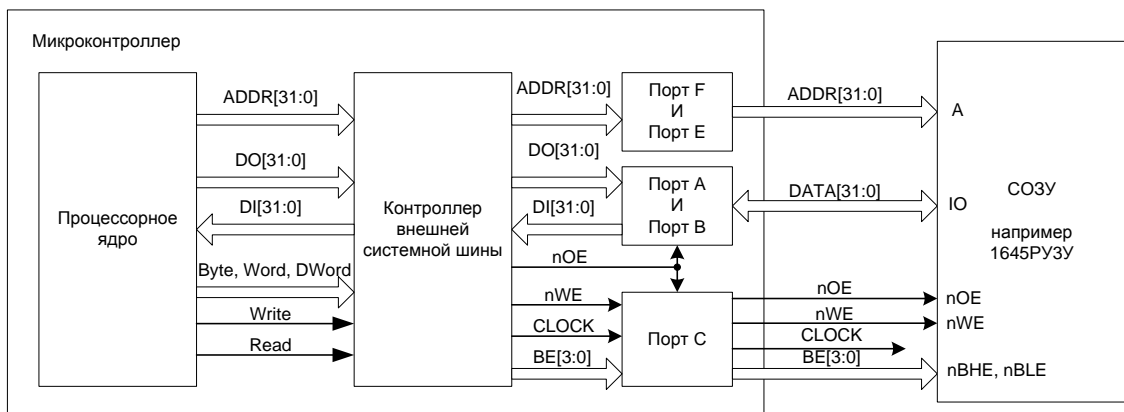 Микроконтроллер
Процессорное
ядро
ADDR[31:0]
DO[31:0]
DI[31:0]
Byte, Word, DWord
Write
Read
Контроллер
внешней
системной шины
ADDR[31:0]
DO[31:0]
DI[31:0]
nOE
nWE
CLOCK
BE[3:0]
Порт F
И
Порт E
Порт A
И
Порт B
Порт C
ADDR[31:0]
DATA[31:0]
nOE
nWE
CLOCK
BE[3:0]
A
IO
nOE
nWE
nBHE, nBLE
СОЗУ
например
1645РУ3У